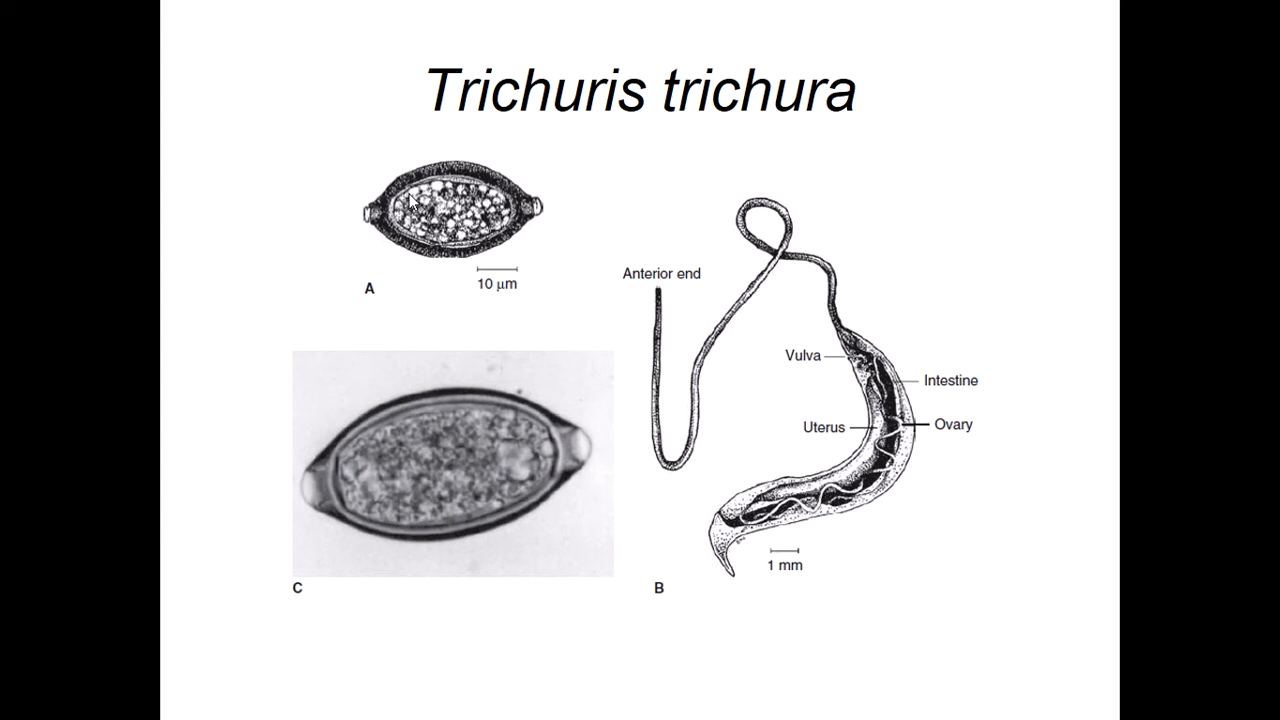 Trichuris trichura
A
10 μm
Anterior end
Vulva
Intestine
Uterus
Ovary
1 mm
C
B